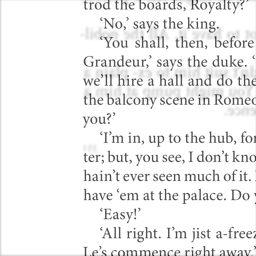 trod the boards, Royalty?’
‘No,’ says the king.
‘You shall, then, before
Grandeur,’ says the duke. ‘
we’ll hire a hall and do the
the balcony scene in Romeo
you?’
‘I’m in, up to the hub, for
ter; but, you see, I don’t kno
hain’t ever seen much of it.
have ’em at the palace. Do y
‘Easy!’
‘All right. I’m jist a-freez
Le’s commence right away.’